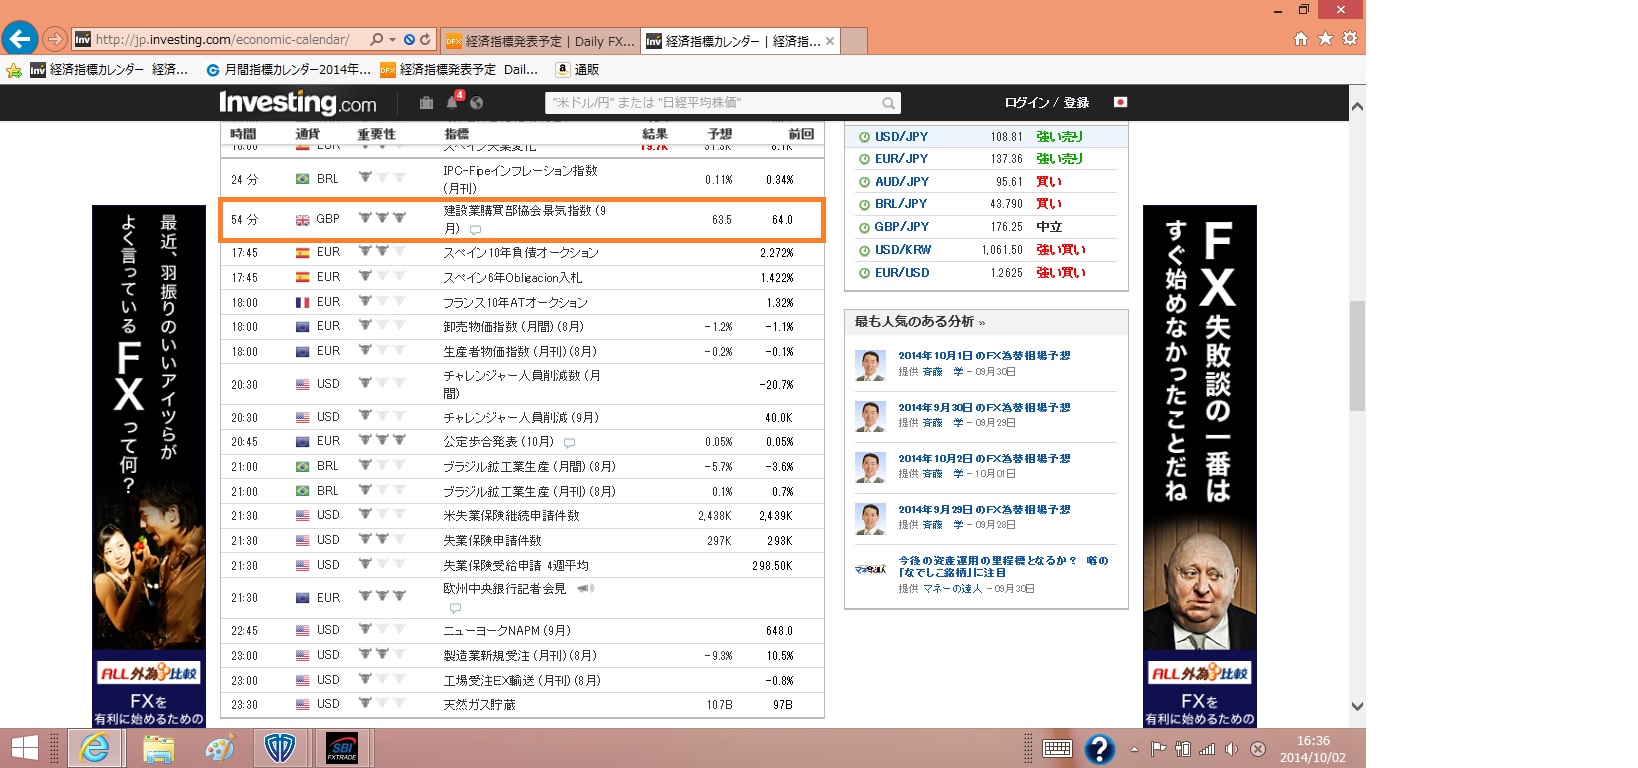 http://jp.investing.com/economic-calendar/
経済指標発表予定 | Daily FX...
経済指標カレンダー | 経済指...
経済指標カレンダー 経済...
月間指標カレンダー2014年...
経済指標発表予定 Dail...
通販
Investing.com
4
"米ドル/円" または "日経平均株価"
ログイン / 登録
時間 通貨 重要性 指標 結果 予想 前回
24 分 BRL IPC-Fipeインフレーション指数 0.11% 0.34%
(月刊)
54 分 GBP 建設業購買部協会景気指数 (9 63.5 64.0
月)
17:45 EUR スペイン10年負債オークション 2.272%
17:45 EUR スペイン6年Obligacion入札 1.422%
18:00 EUR フランス10年ATオークション 1.32%
18:00 EUR 卸売物価指数 (月間) (8月) -1.2% -1.1%
18:00 EUR 生産者物価指数 (月刊) (8月) -0.2% -0.1%
20:30 USD チャレンジャー人員削減数 (月 -20.7%
間)
20:30 USD チャレンジャー人員削減 (9月) 40.0K
20:45 EUR 公定歩合発表 (10月) 0.05% 0.05%
21:00 BRL ブラジル鉱工業生産 (月間) (8月) -5.7% -3.6%
21:00 BRL ブラジル鉱工業生産 (月刊) (8月) 0.1% 0.7%
21:30 USD 米失業保険継続申請件数 2,438K 2,439K
21:30 USD 失業保険申請件数 297K 293K
21:30 USD 失業保険受給申請 4週平均 298.50K
21:30 EUR 欧州中央銀行記者会見
22:45 USD ニューヨークNAPM (9月) 648.0
23:00 USD 製造業新規受注 (月刊) (8月) -9.3% 10.5%
23:00 USD 工場受注EX輸送 (月刊) (8月) -0.8%
23:30 USD 天然ガス貯蔵 107B 97B
USD/JPY 108.81 強い売り
EUR/JPY 137.36 強い売り
AUD/JPY 95.61 買い
BRL/JPY 43.790 買い
GBP/JPY 176.25 中立
USD/KRW 1,061.50 強い買い
EUR/USD 1.2625 強い買い
最も人気のある分析 »
2014年10月1日のFX為替相場予想
提供 斉藤 学 - 09月30日
2014年9月30日のFX為替相場予想
提供 斉藤 学 - 09月29日
2014年10月2日のFX為替相場予想
提供 斉藤 学 - 10月01日
2014年9月29日のFX為替相場予想
提供 斉藤 学 - 09月28日
今後の資産運用の里程標となるか? 噂の
「なでしこ銘柄」に注目
提供 マネーの達人 - 09月30日
最近、羽振りのいいアイツらが
よく言っているFXって何?
ALL外為比較
FXを
有利に始めるための
FX失敗談の一番は
すぐ始めなかったことだね
ALL外為比較
FXを
有利に始めるための
SBI
FXTRADE
16:36
2014/10/02